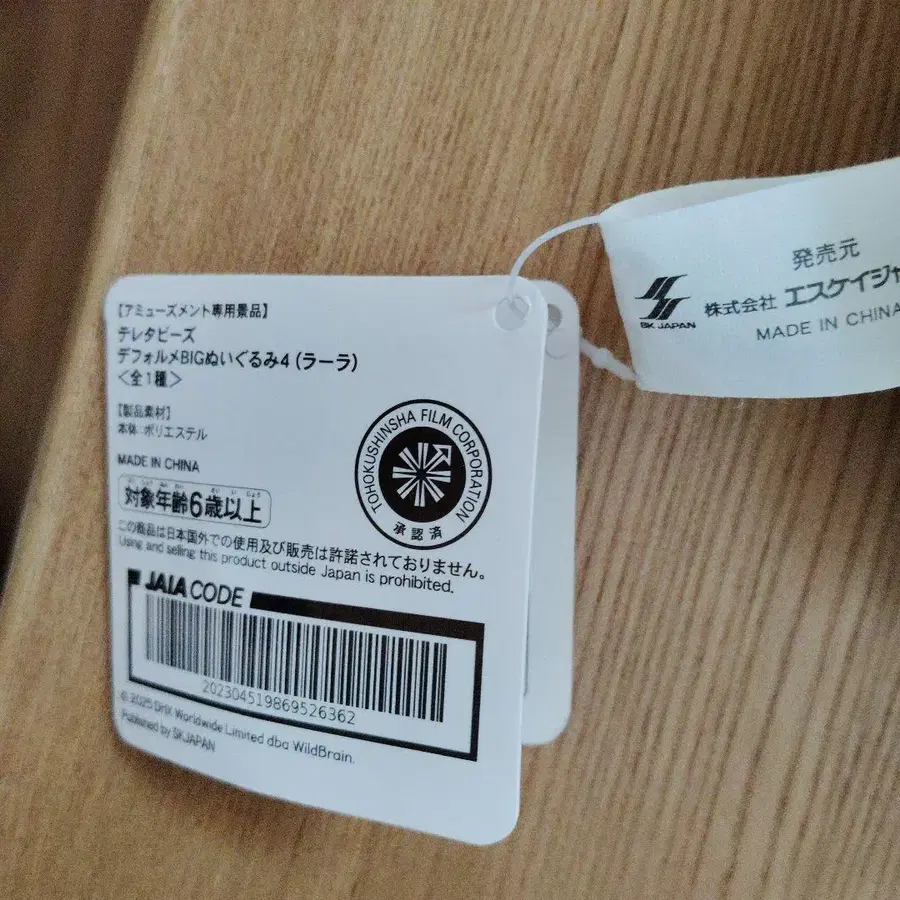 【アミューズメント専用景品】
テレタビーズ
デフォルメBIGぬいぐるみ4(ラーラ)
<全1種>
【製品素材】
本体:ポリエステル
MADE IN CHINA
対象年齢6歳以上
この商品は日本国外での使用及び販売は許諾されておりません。
Using and selling this product outside Japan is prohibited.
JAIA CODE
202304519869526362
© 2025 DHX Worldwide Limited dba WildBrain.
Published by SKJAPAN
TOHOKUSHINSHA FILM CORPORATION
承認済
発売元
SK JAPAN
株式会社 エスケイジャ
MADE IN CHINA